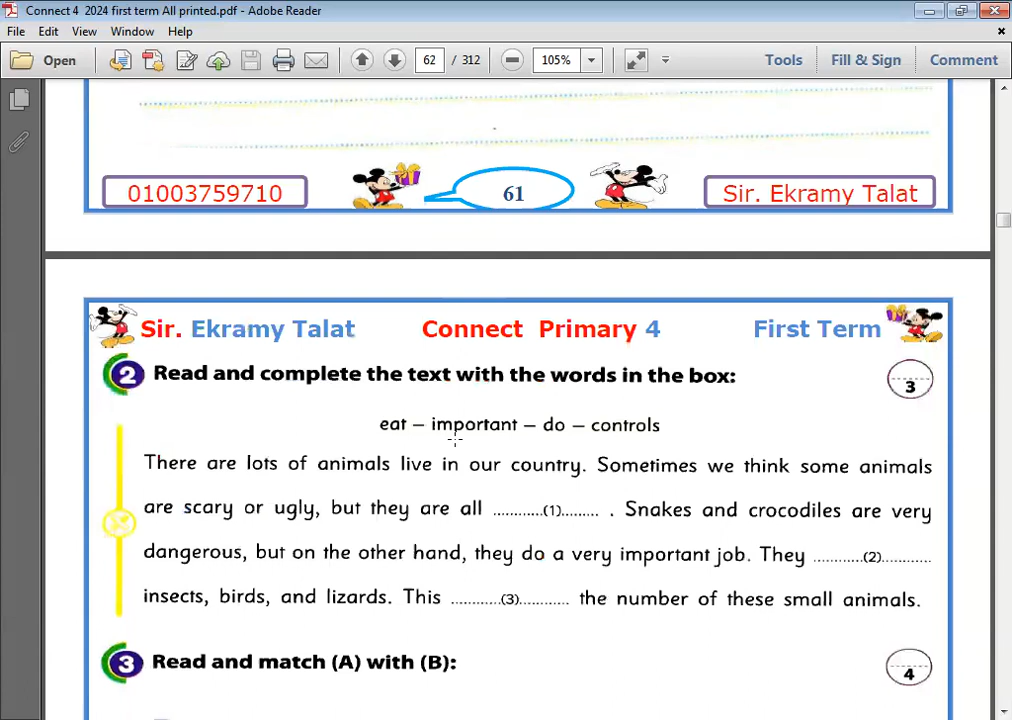 Connect 4 2024 first term All printed.pdf - Adobe Reader
File Edit View Window Help
Open 62 / 312 105% Tools Fill & Sign Comment
01003759710 61 Sir. Ekramy Talat
Sir. Ekramy Talat Connect Primary 4 First Term
2 Read and complete the text with the words in the box: 3
eat – important – do – controls
There are lots of animals live in our country. Sometimes we think some animals
are scary or ugly, but they are all ............(1)......... . Snakes and crocodiles are very
dangerous, but on the other hand, they do a very important job. They ............(2)............
insects, birds, and lizards. This ............(3)............ the number of these small animals.
3 Read and match (A) with (B): 4